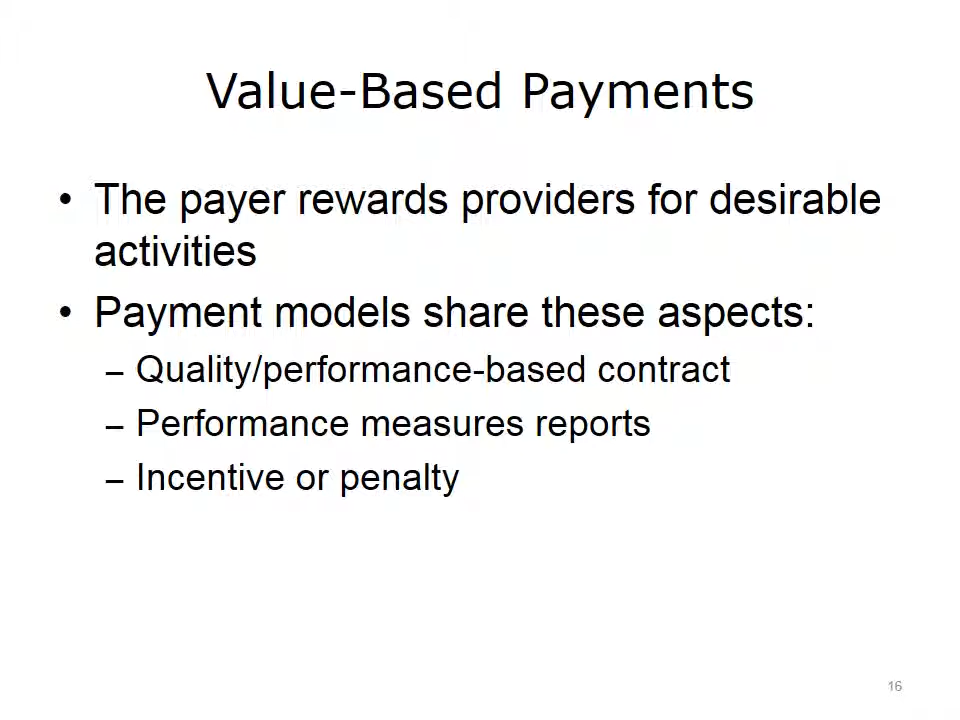 Value-Based Payments
• The payer rewards providers for desirable
activities
• Payment models share these aspects:
– Quality/performance-based contract
– Performance measures reports
– Incentive or penalty
16